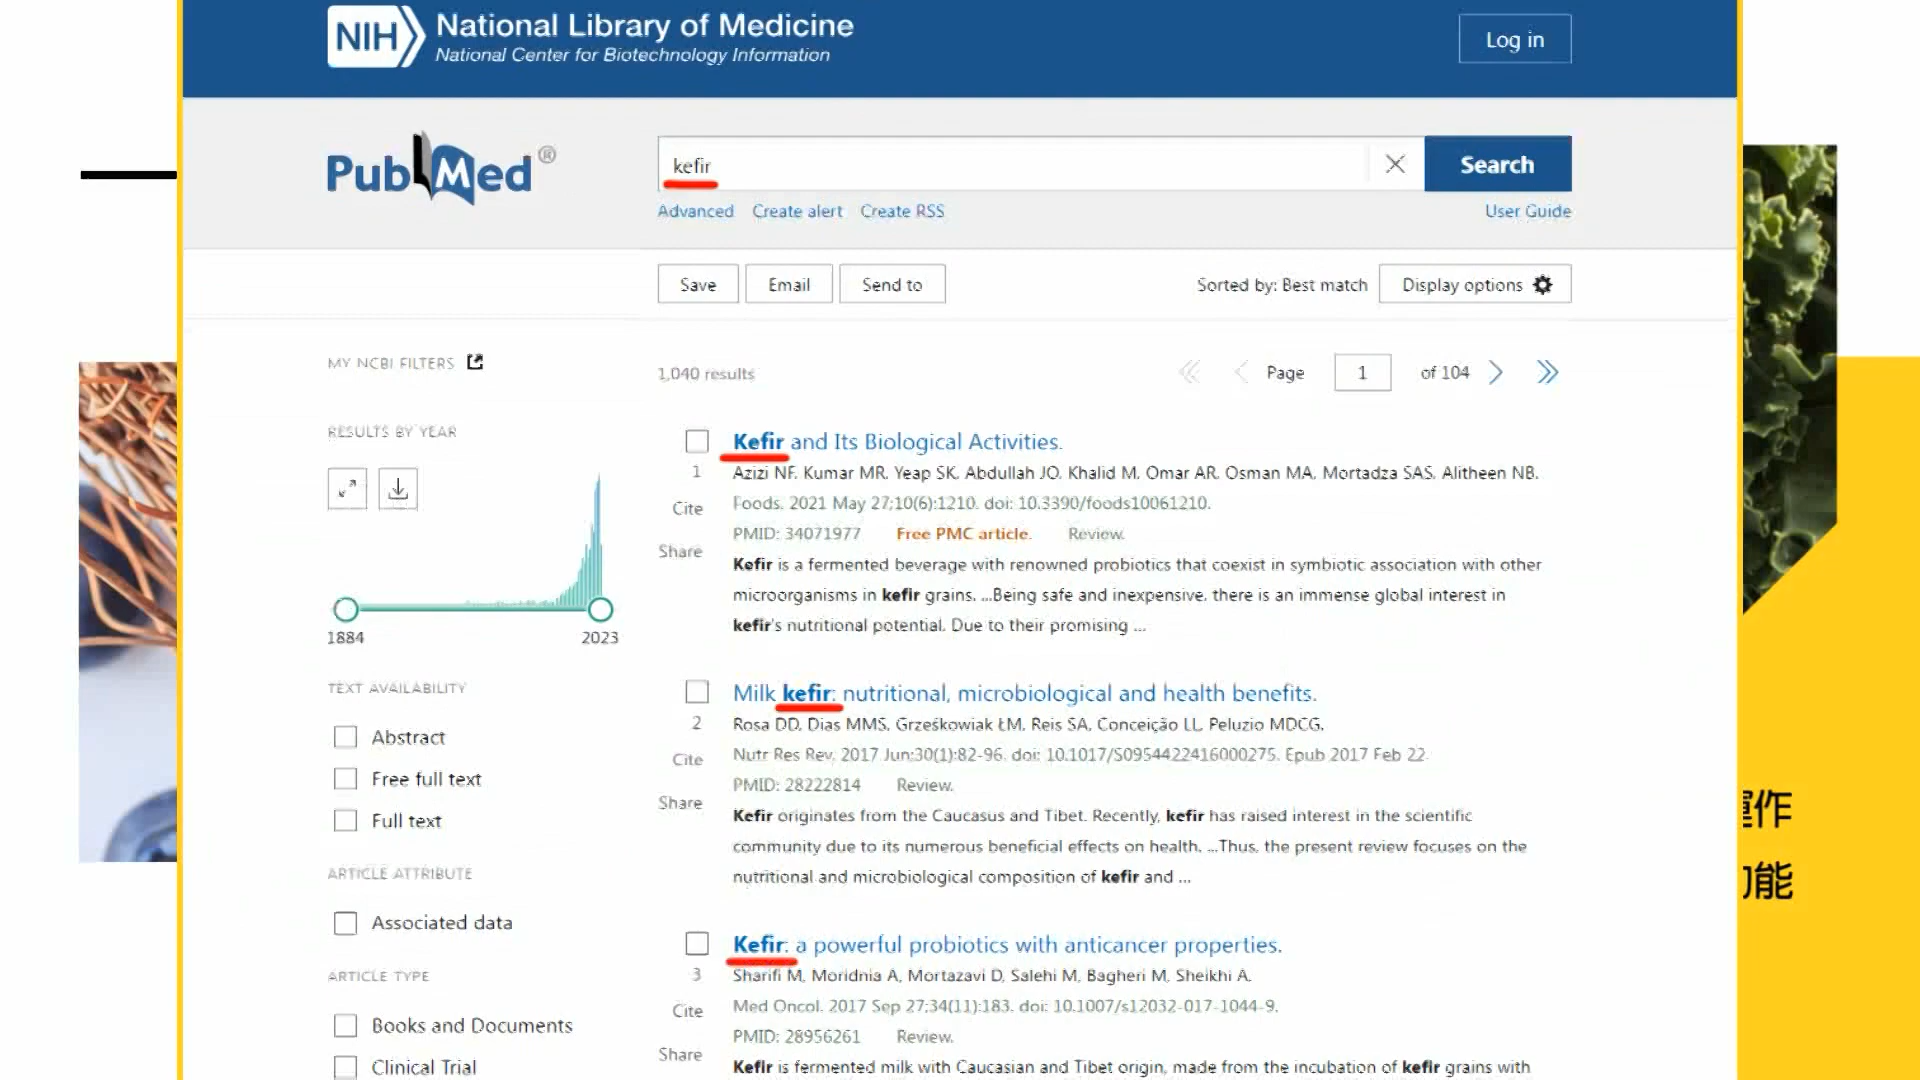 NIH National Library of Medicine
National Center for Biotechnology Information
Log in
PubMed®
kefir
Search
Advanced Create alert Create RSS
User Guide
Save Email Send to
Sorted by: Best match
Display options
MY NCBI FILTERS
1,040 results
Page 1 of 104
RESULTS BY YEAR
1884 2023
TEXT AVAILABILITY
Abstract
Free full text
Full text
ARTICLE ATTRIBUTE
Associated data
ARTICLE TYPE
Books and Documents
Clinical Trial
Kefir and Its Biological Activities.
1
Azizi NF, Kumar MR, Yeap SK, Abdullah JO, Khalid M, Omar AR, Osman MA, Mortadza SAS, Alitheen NB.
Cite
Foods. 2021 May 27;10(6):1210. doi: 10.3390/foods10061210.
PMID: 34071977 Free PMC article. Review.
Share
Kefir is a fermented beverage with renowned probiotics that coexist in symbiotic association with other
microorganisms in kefir grains. ...Being safe and inexpensive, there is an immense global interest in
kefir's nutritional potential. Due to their promising ...
Milk kefir: nutritional, microbiological and health benefits.
2
Rosa DD, Dias MMS, Grześkowiak ŁM, Reis SA, Conceição LL, Peluzio MDCG.
Cite
Nutr Res Rev. 2017 Jun;30(1):82-96. doi: 10.1017/S0954422416000275. Epub 2017 Feb 22.
PMID: 28222814 Review.
Share
Kefir originates from the Caucasus and Tibet. Recently, kefir has raised interest in the scientific
community due to its numerous beneficial effects on health. ...Thus, the present review focuses on the
nutritional and microbiological composition of kefir and ...
Kefir: a powerful probiotics with anticancer properties.
3
Sharifi M, Moridnia A, Mortazavi D, Salehi M, Bagheri M, Sheikhi A.
Cite
Med Oncol. 2017 Sep 27;34(11):183. doi: 10.1007/s12032-017-1044-9.
PMID: 28956261 Review.
Share
Kefir is fermented milk with Caucasian and Tibet origin, made from the incubation of kefir grains with
作
能